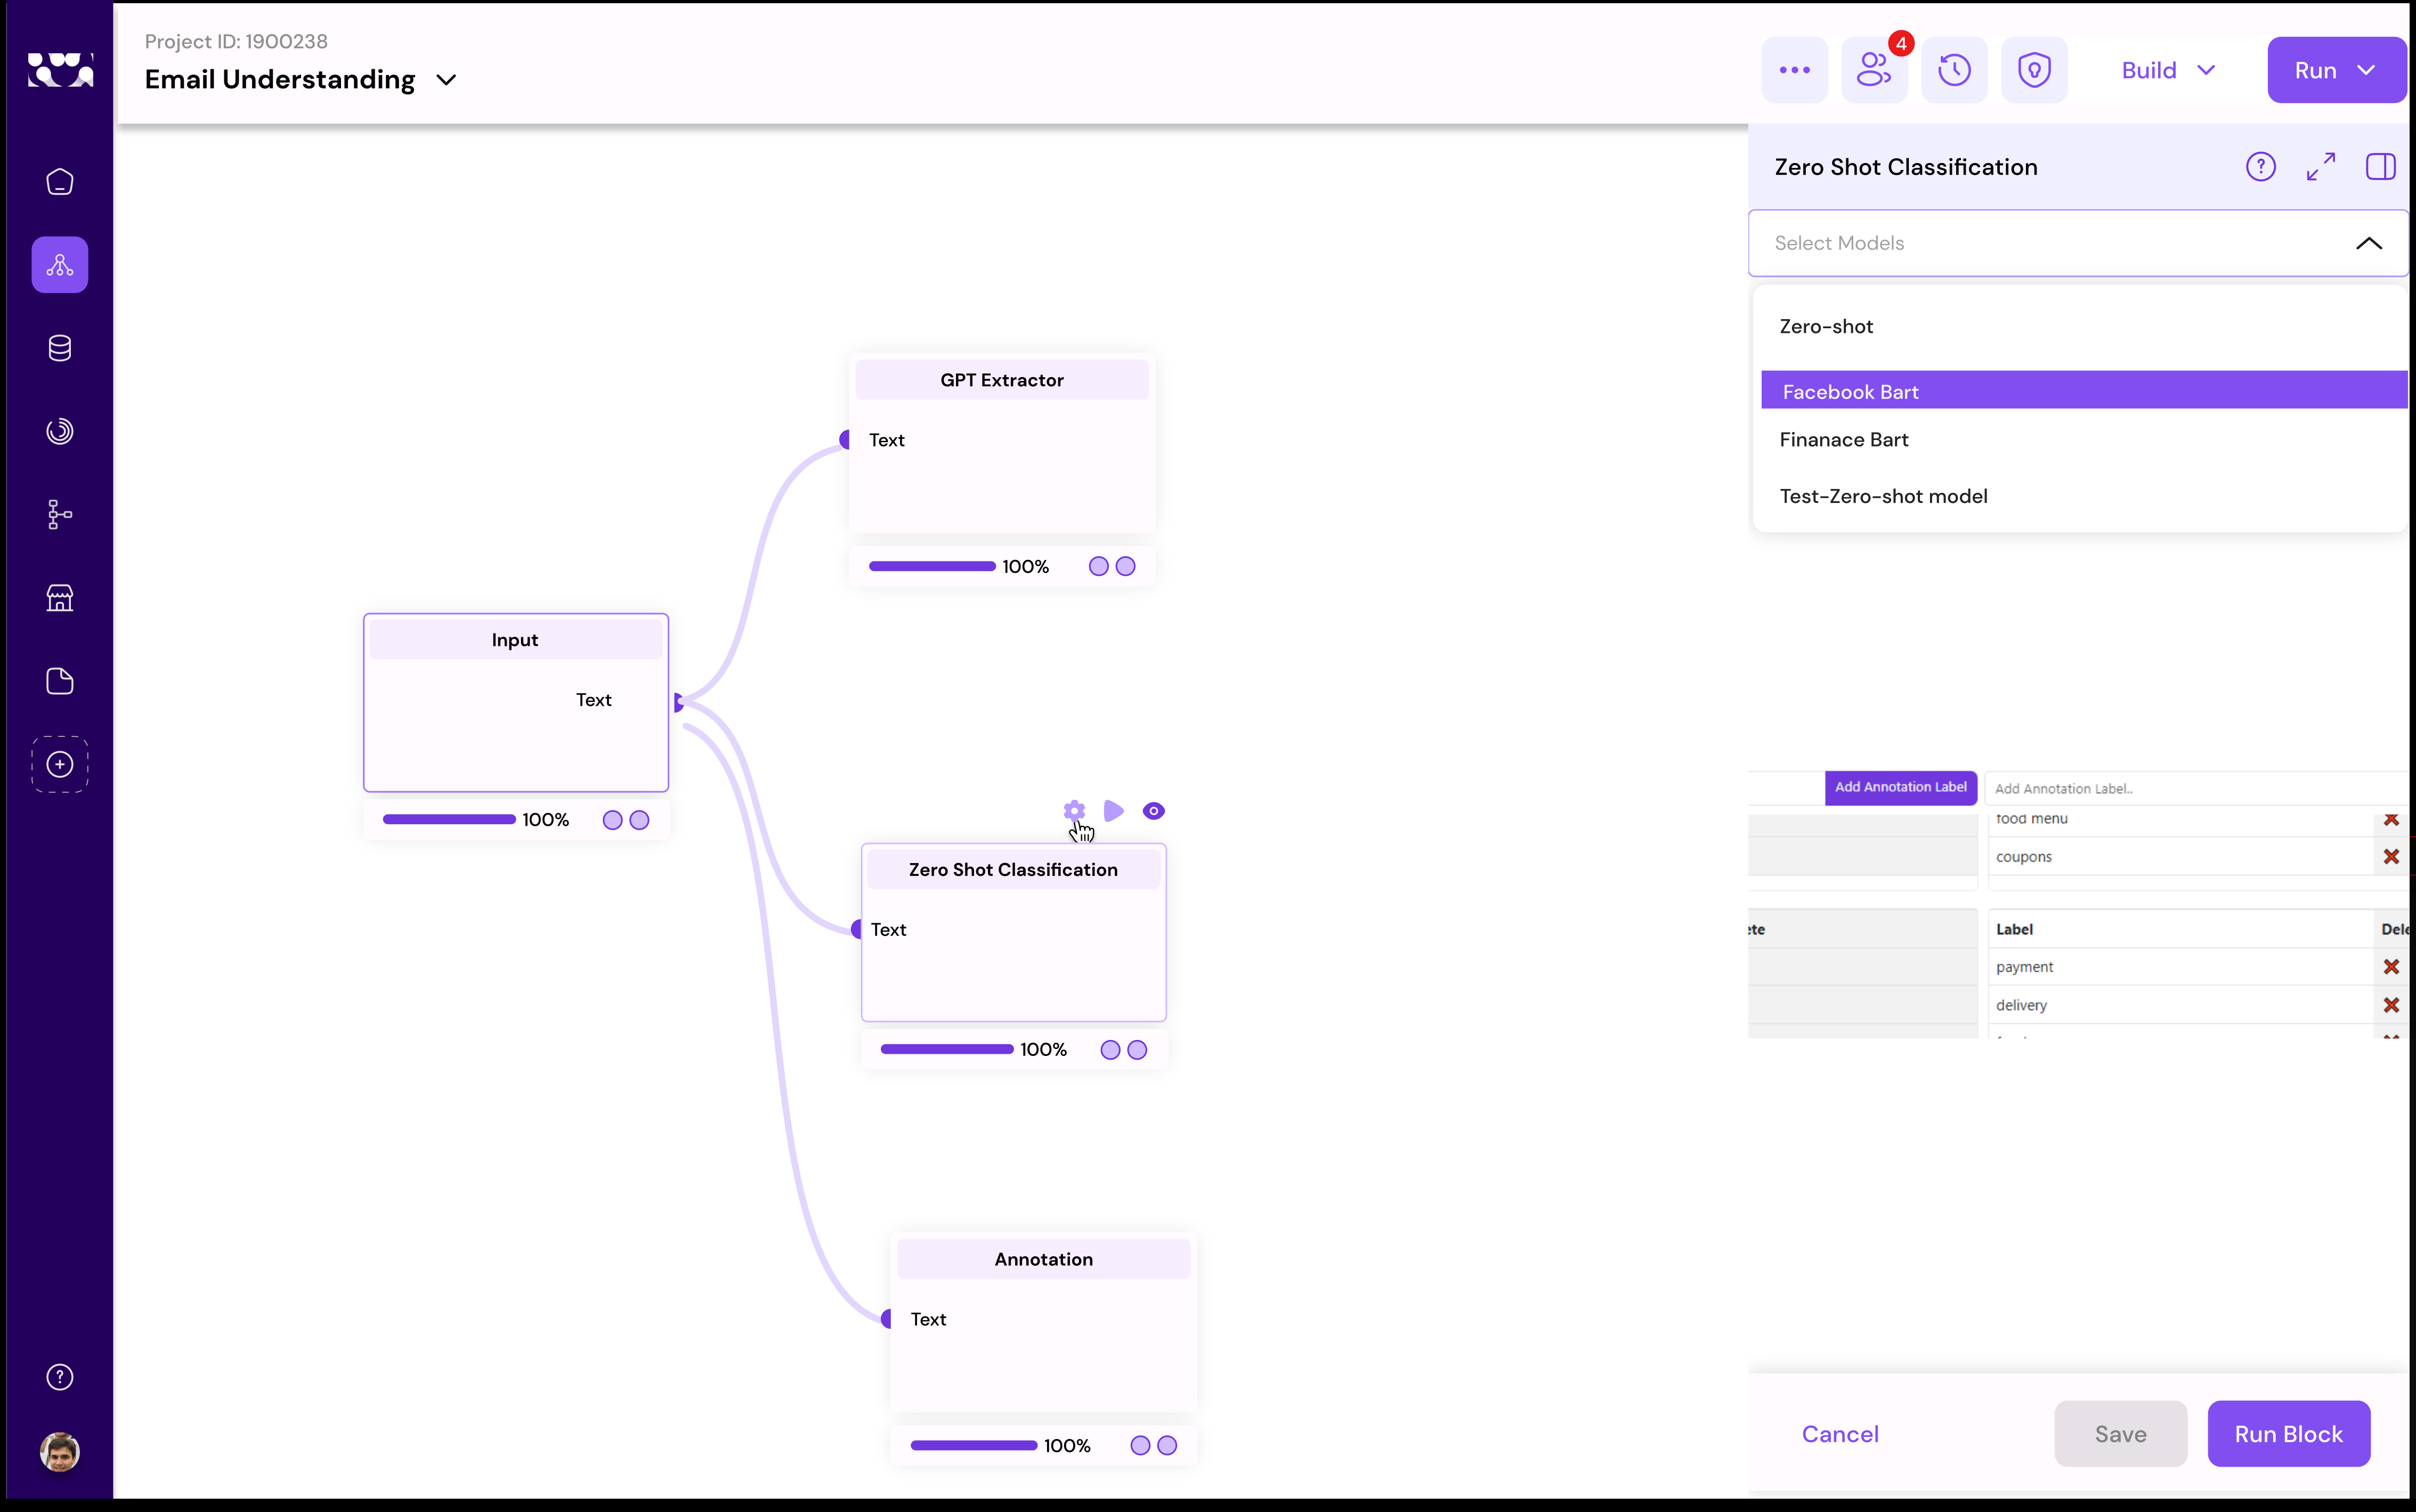 Project ID: 1900238
Email Understanding
4
Build
Run
Zero Shot Classification
?
Select Models
Zero-shot
Facebook Bart
Finanace Bart
Test-Zero-shot model
GPT Extractor
Text
100%
Input
Text
100%
Zero Shot Classification
Text
100%
Annotation
Text
100%
Add Annotation Label
Add Annotation Label..
food menu
coupons
ete
Label
Dele
payment
delivery
?
Cancel
Save
Run Block